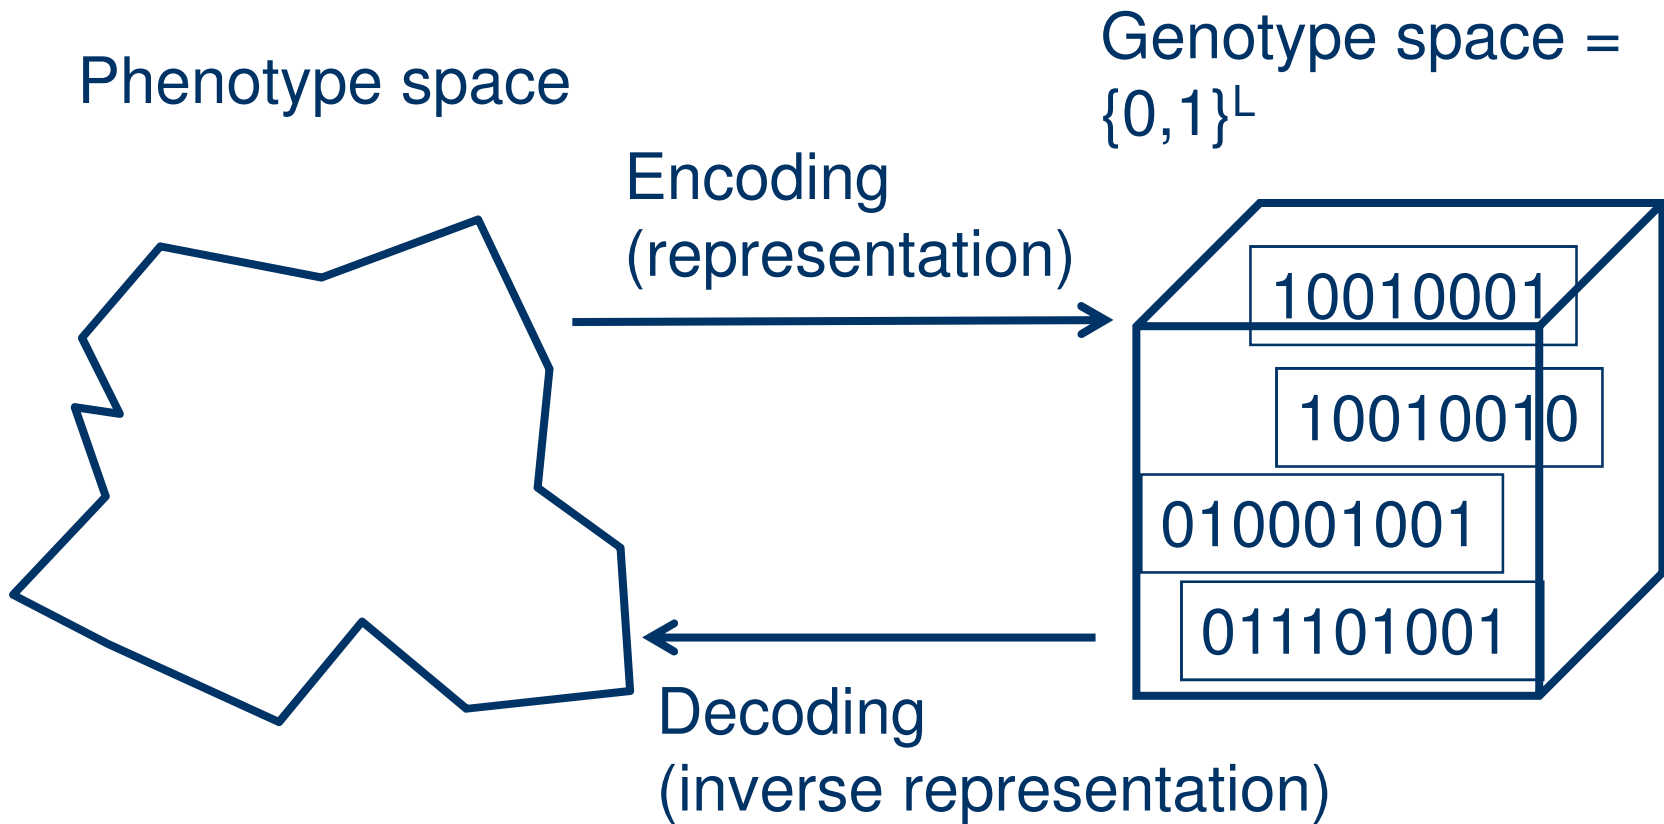 Phenotype space
Genotype space =
{0,1}ᴸ
Encoding
(representation)
10010001
10010010
010001001
011101001
Decoding
(inverse representation)